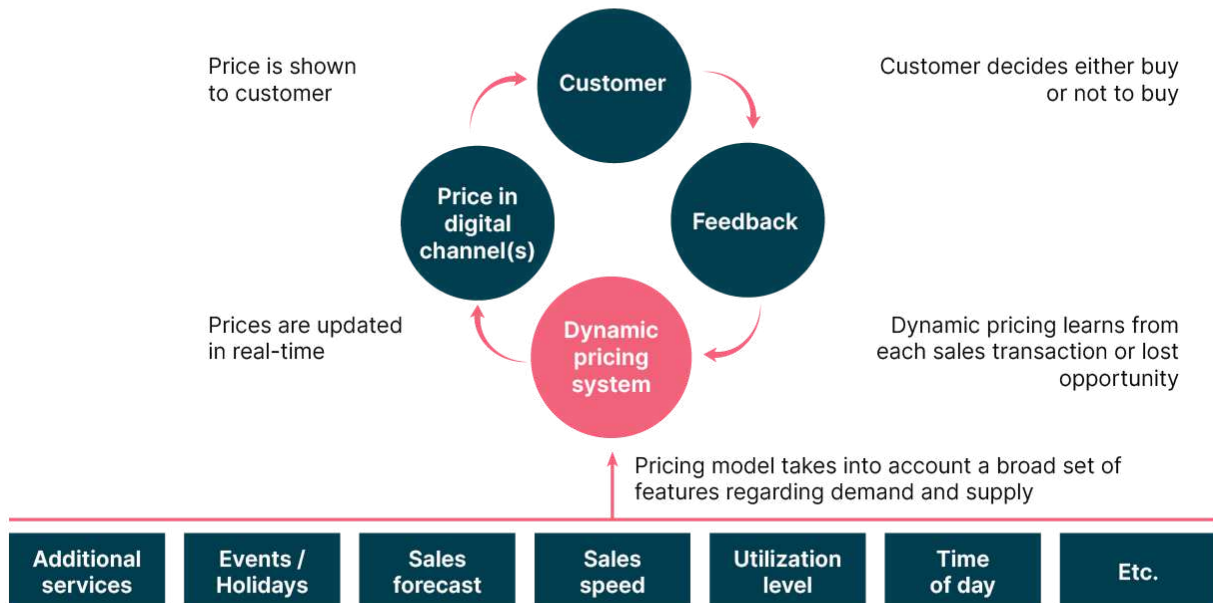 Price is shown
to customer
Customer
Customer decides either buy
or not to buy
Price in
digital
channel(s)
Feedback
Prices are updated
in real-time
Dynamic
pricing
system
Dynamic pricing learns from
each sales transaction or lost
opportunity
Pricing model takes into account a broad set of
features regarding demand and supply
Additional
services
Events /
Holidays
Sales
forecast
Sales
speed
Utilization
level
Time
of day
Etc.